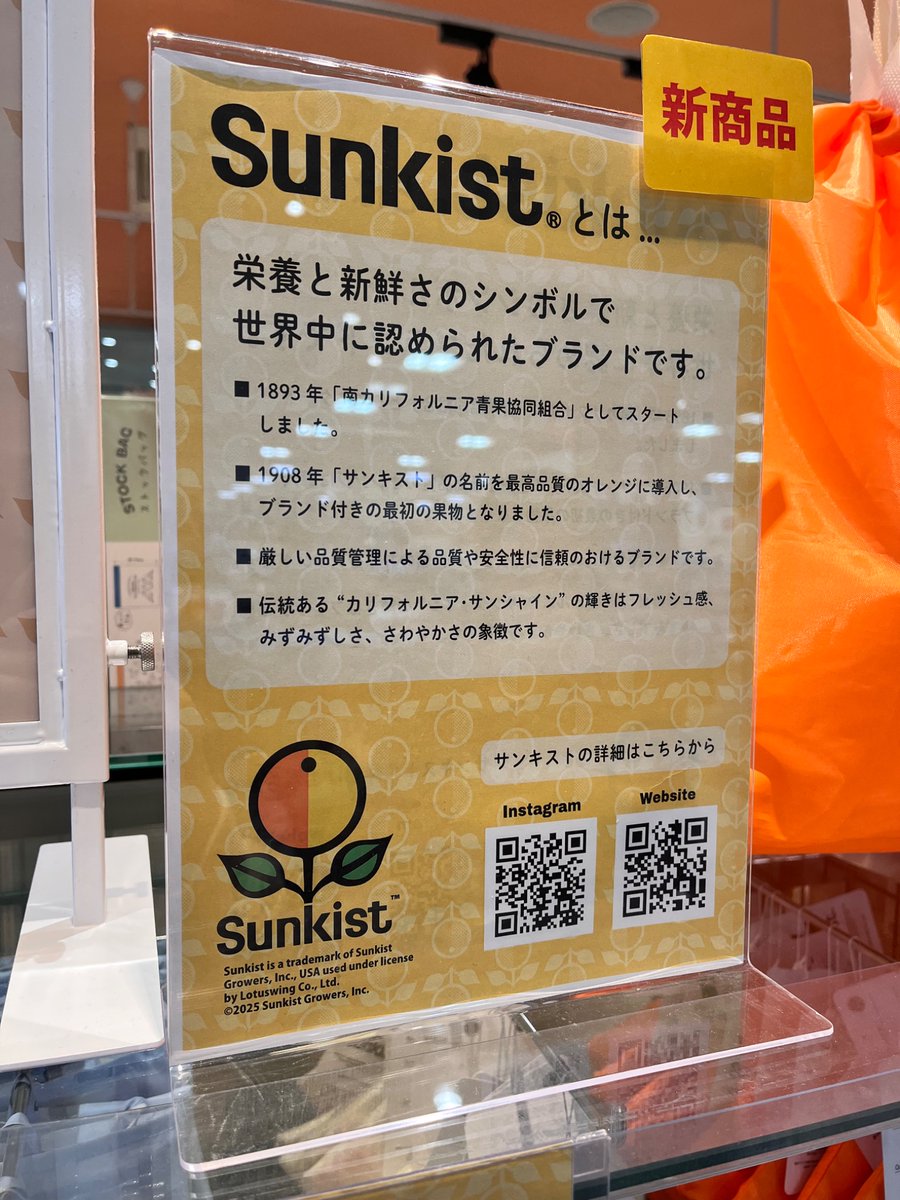 新商品
Sunkist® とは...
栄養と新鮮さのシンボルで
世界中に認められたブランドです。
■ 1893年「南カリフォルニア青果協同組合」としてスタート
しました。
■ 1908年「サンキスト」の名前を最高品質のオレンジに導入し、
ブランド付きの最初の果物となりました。
■ 厳しい品質管理による品質や安全性に信頼のおけるブランドです。
■ 伝統ある “カリフォルニア・サンシャイン” の輝きはフレッシュ感、
みずみずしさ、さわやかさの象徴です。
サンキストの詳細はこちらから
Instagram
Website
Sunkist™
Sunkist is a trademark of Sunkist
Growers, Inc., USA used under license
by Lotuswing Co., Ltd.
©2025 Sunkist Growers, Inc.
STOCK BAG
ストックバッグ